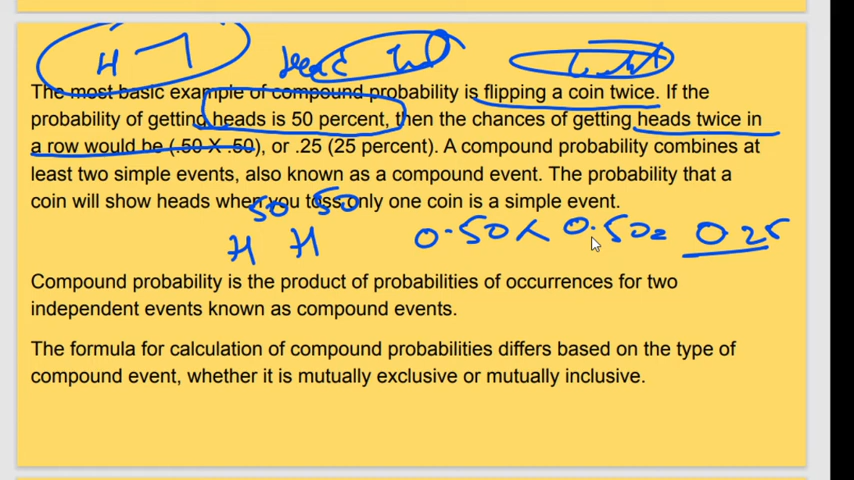 H T
Head
The most basic example of compound probability is flipping a coin twice. If the
probability of getting heads is 50 percent, then the chances of getting heads twice in
a row would be (.50 X .50), or .25 (25 percent). A compound probability combines at
least two simple events, also known as a compound event. The probability that a
coin will show heads when you toss only one coin is a simple event.
50 50
H H 0.50 X 0.50 = 0.25
Compound probability is the product of probabilities of occurrences for two
independent events known as compound events.
The formula for calculation of compound probabilities differs based on the type of
compound event, whether it is mutually exclusive or mutually inclusive.